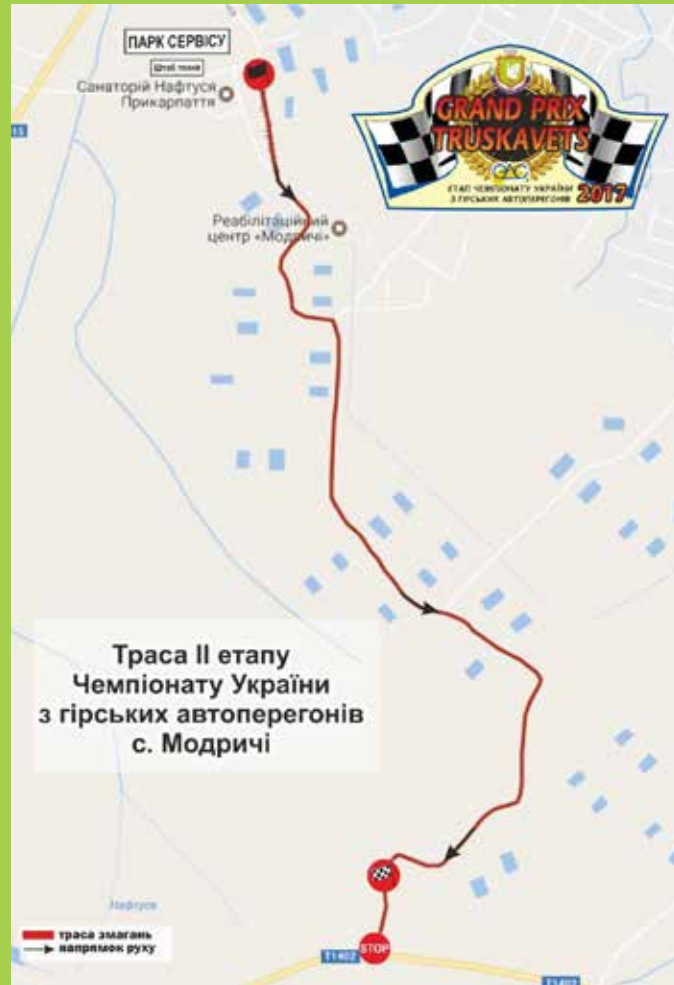 ПАРК СЕРВІСУ
Санаторій Нафтуся
Прикарпаття
GRAND PRIX
TRUSKAVETS
ЕТАП ЧЕМПІОНАТУ УКРАЇНИ
З ГІРСЬКИХ АВТОПЕРЕГОНІВ
2017
Реабілітаційний
центр «Модричі»
Траса ІІ етапу
Чемпіонату України
з гірських автоперегонів
с. Модричі
Нафтуся
траса змагань
напрямок руху
STOP
T1402
T1402